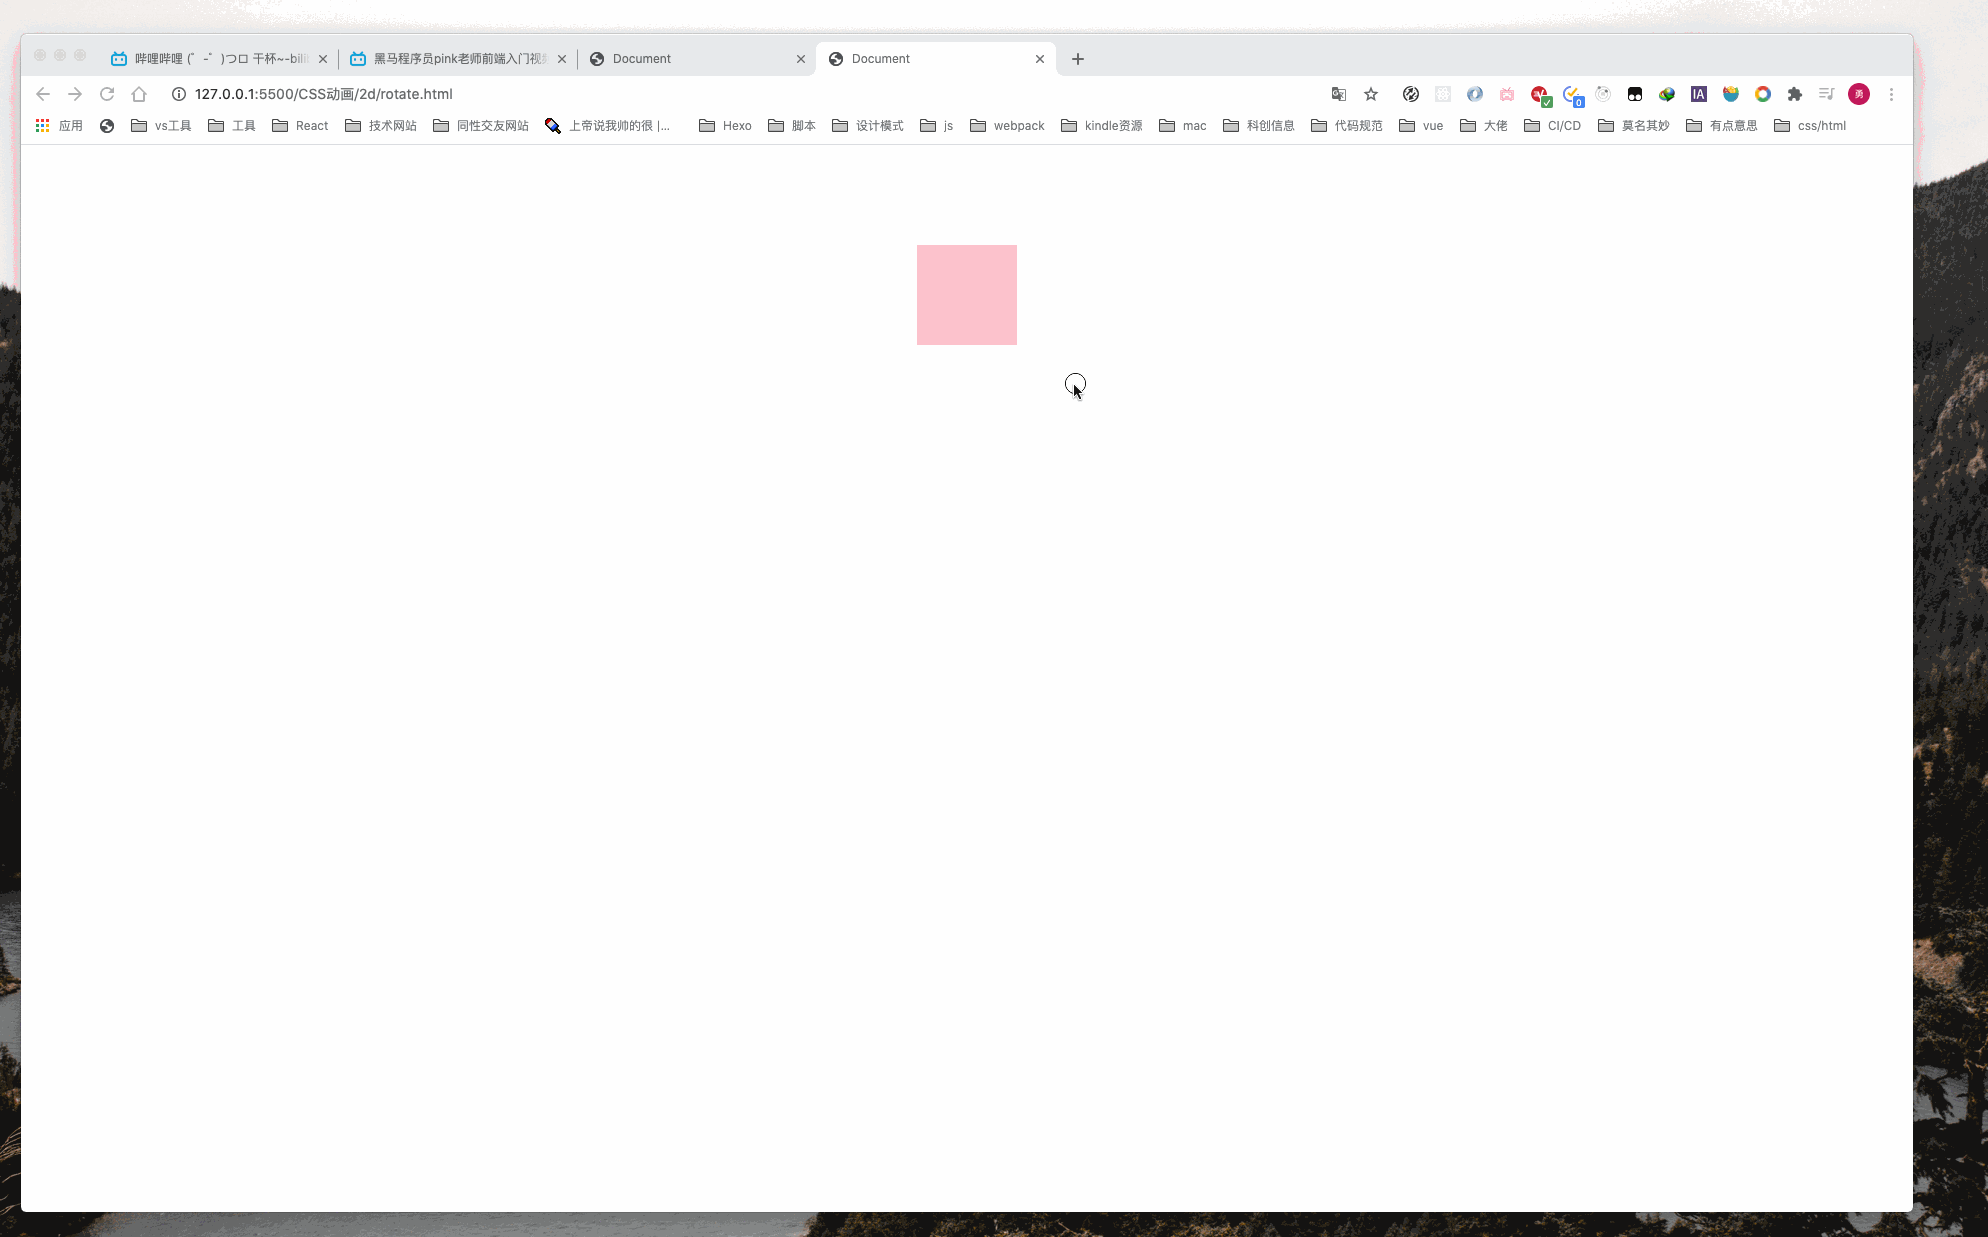 哔哩哔哩 (゜-゜)つロ 干杯~-bili
黑马程序员pink老师前端入门视
Document
Document
127.0.0.1:5500/CSS动画/2d/rotate.html
0
IA
勇
应用
vs工具
工具
React
技术网站
同性交友网站
上帝说我帅的很 |...
Hexo
脚本
设计模式
js
webpack
kindle资源
mac
科创信息
代码规范
vue
大佬
CI/CD
莫名其妙
有点意思
css/html